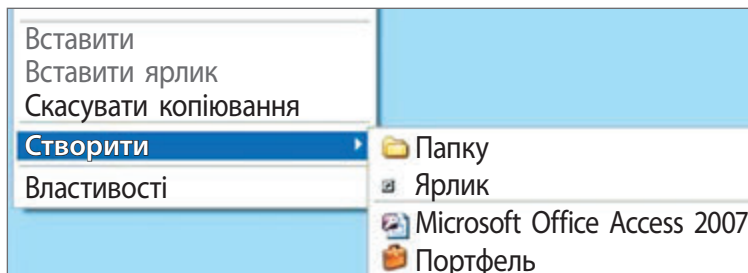 Вставити
Вставити ярлик
Скасувати копіювання
Створити
Властивості
Папку
Ярлик
Microsoft Office Access 2007
Портфель